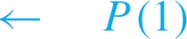 ← P(1)